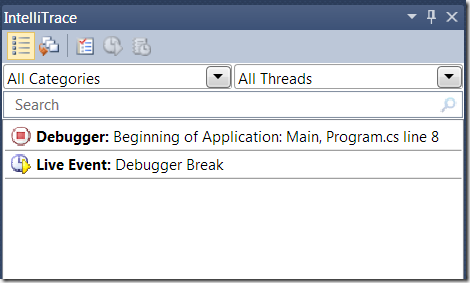 IntelliTrace
All Categories
All Threads
Search
Debugger: Beginning of Application: Main, Program.cs line 8
Live Event: Debugger Break